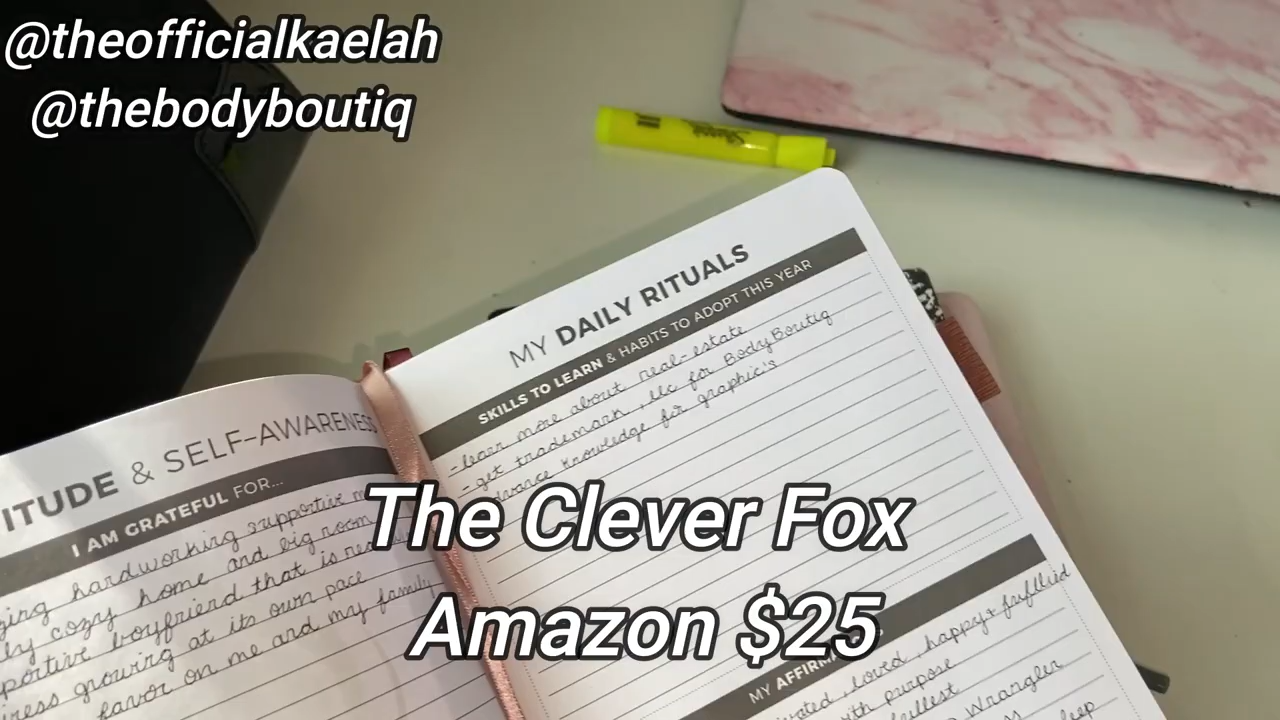 @theofficialkaelah
@thebodyboutiq
MY DAILY RITUALS
SKILLS TO LEARN & HABITS TO ADOPT THIS YEAR
-learn more about real-estate
-get trademark, llc for BodyBoutiq
advance knowledge for graphic's
ITUDE & SELF-AWARENESS
I AM GRATEFUL FOR...
hardworking supportive
cozy home and big room
boyfriend that is
growing at its own pace
favor on me and my family
The Clever Fox
Amazon $25
MY
loved, happy + fulfilled
with purpose
Wrangler